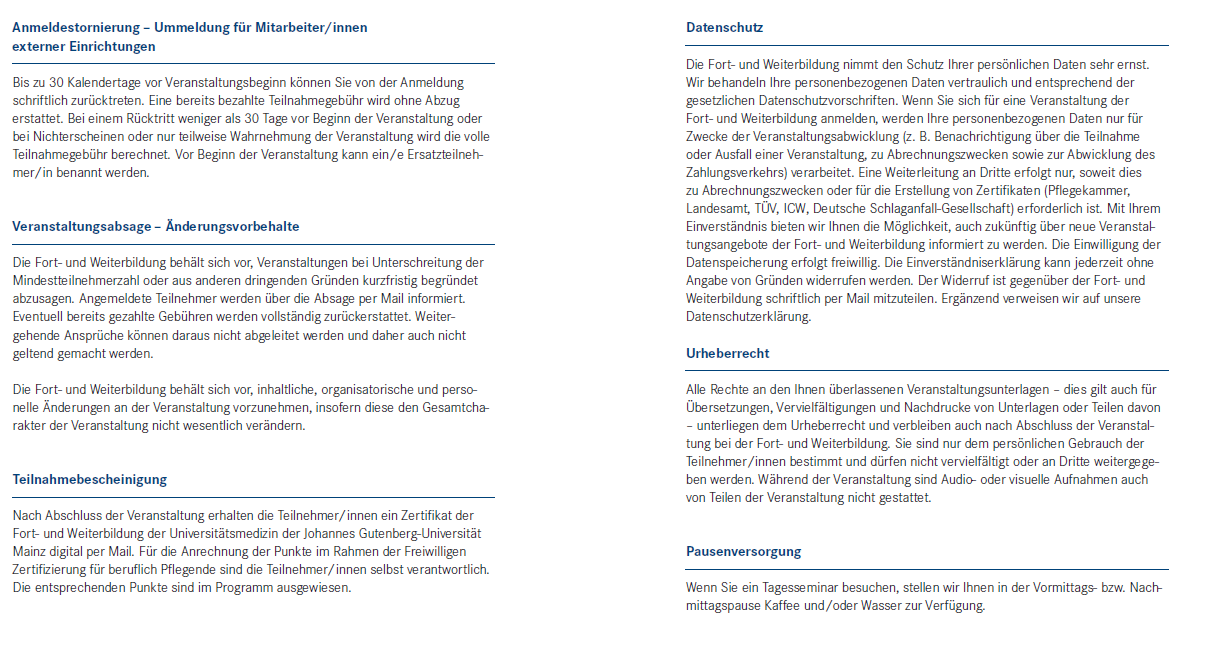 Anmeldestornierung – Ummeldung für Mitarbeiter/innen
externer Einrichtungen
Bis zu 30 Kalendertage vor Veranstaltungsbeginn können Sie von der Anmeldung
schriftlich zurücktreten. Eine bereits bezahlte Teilnahmegebühr wird ohne Abzug
erstattet. Bei einem Rücktritt weniger als 30 Tage vor Beginn der Veranstaltung oder
bei Nichterscheinen oder nur teilweise Wahrnehmung der Veranstaltung wird die volle
Teilnahmegebühr berechnet. Vor Beginn der Veranstaltung kann ein/e Ersatzteilneh-
mer/in benannt werden.
Veranstaltungsabsage – Änderungsvorbehalte
Die Fort- und Weiterbildung behält sich vor, Veranstaltungen bei Unterschreitung der
Mindestteilnehmerzahl oder aus anderen dringenden Gründen kurzfristig begründet
abzusagen. Angemeldete Teilnehmer werden über die Absage per Mail informiert.
Eventuell bereits gezahlte Gebühren werden vollständig zurückerstattet. Weiter-
gehende Ansprüche können daraus nicht abgeleitet werden und daher auch nicht
geltend gemacht werden.
Die Fort- und Weiterbildung behält sich vor, inhaltliche, organisatorische und perso-
nelle Änderungen an der Veranstaltung vorzunehmen, insofern diese den Gesamtcha-
rakter der Veranstaltung nicht wesentlich verändern.
Teilnahmebescheinigung
Nach Abschluss der Veranstaltung erhalten die Teilnehmer/innen ein Zertifikat der
Fort- und Weiterbildung der Universitätsmedizin der Johannes Gutenberg-Universität
Mainz digital per Mail. Für die Anrechnung der Punkte im Rahmen der Freiwilligen
Zertifizierung für beruflich Pflegende sind die Teilnehmer/innen selbst verantwortlich.
Die entsprechenden Punkte sind im Programm ausgewiesen.
Datenschutz
Die Fort- und Weiterbildung nimmt den Schutz Ihrer persönlichen Daten sehr ernst.
Wir behandeln Ihre personenbezogenen Daten vertraulich und entsprechend der
gesetzlichen Datenschutzvorschriften. Wenn Sie sich für eine Veranstaltung der
Fort- und Weiterbildung anmelden, werden Ihre personenbezogenen Daten nur für
Zwecke der Veranstaltungsabwicklung (z. B. Benachrichtigung über die Teilnahme
oder Ausfall einer Veranstaltung, zu Abrechnungszwecken sowie zur Abwicklung des
Zahlungsverkehrs) verarbeitet. Eine Weiterleitung an Dritte erfolgt nur, soweit dies
zu Abrechnungszwecken oder für die Erstellung von Zertifikaten (Pflegekammer,
Landesamt, TÜV, ICW, Deutsche Schlaganfall-Gesellschaft) erforderlich ist. Mit Ihrem
Einverständnis bieten wir Ihnen die Möglichkeit, auch zukünftig über neue Veranstal-
tungsangebote der Fort- und Weiterbildung informiert zu werden. Die Einwilligung der
Datenspeicherung erfolgt freiwillig. Die Einverständniserklärung kann jederzeit ohne
Angabe von Gründen widerrufen werden. Der Widerruf ist gegenüber der Fort- und
Weiterbildung schriftlich per Mail mitzuteilen. Ergänzend verweisen wir auf unsere
Datenschutzerklärung.
Urheberrecht
Alle Rechte an den Ihnen überlassenen Veranstaltungsunterlagen – dies gilt auch für
Übersetzungen, Vervielfältigungen und Nachdrucke von Unterlagen oder Teilen davon
– unterliegen dem Urheberrecht und verbleiben auch nach Abschluss der Veranstal-
tung bei der Fort- und Weiterbildung. Sie sind nur dem persönlichen Gebrauch der
Teilnehmer/innen bestimmt und dürfen nicht vervielfältigt oder an Dritte weitergege-
ben werden. Während der Veranstaltung sind Audio- oder visuelle Aufnahmen auch
von Teilen der Veranstaltung nicht gestattet.
Pausenversorgung
Wenn Sie ein Tagesseminar besuchen, stellen wir Ihnen in der Vormittags- bzw. Nach-
mittagspause Kaffee und/oder Wasser zur Verfügung.